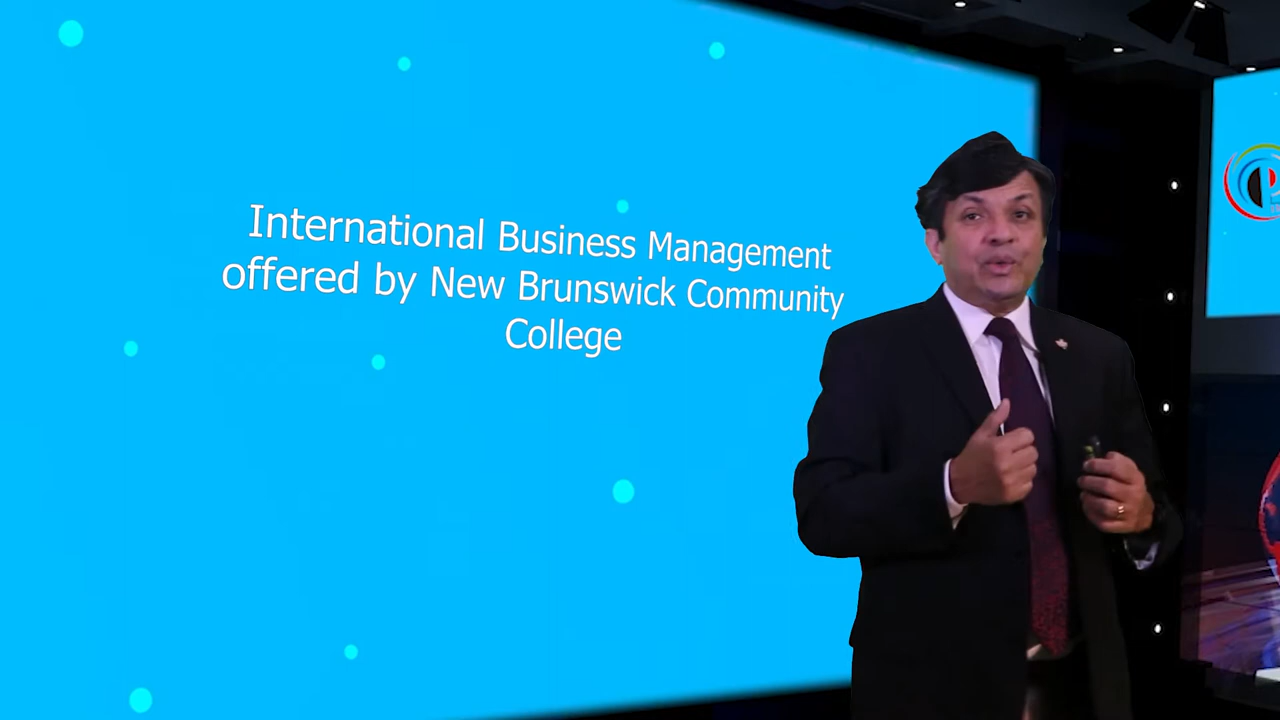 International Business Management
offered by New Brunswick Community
College